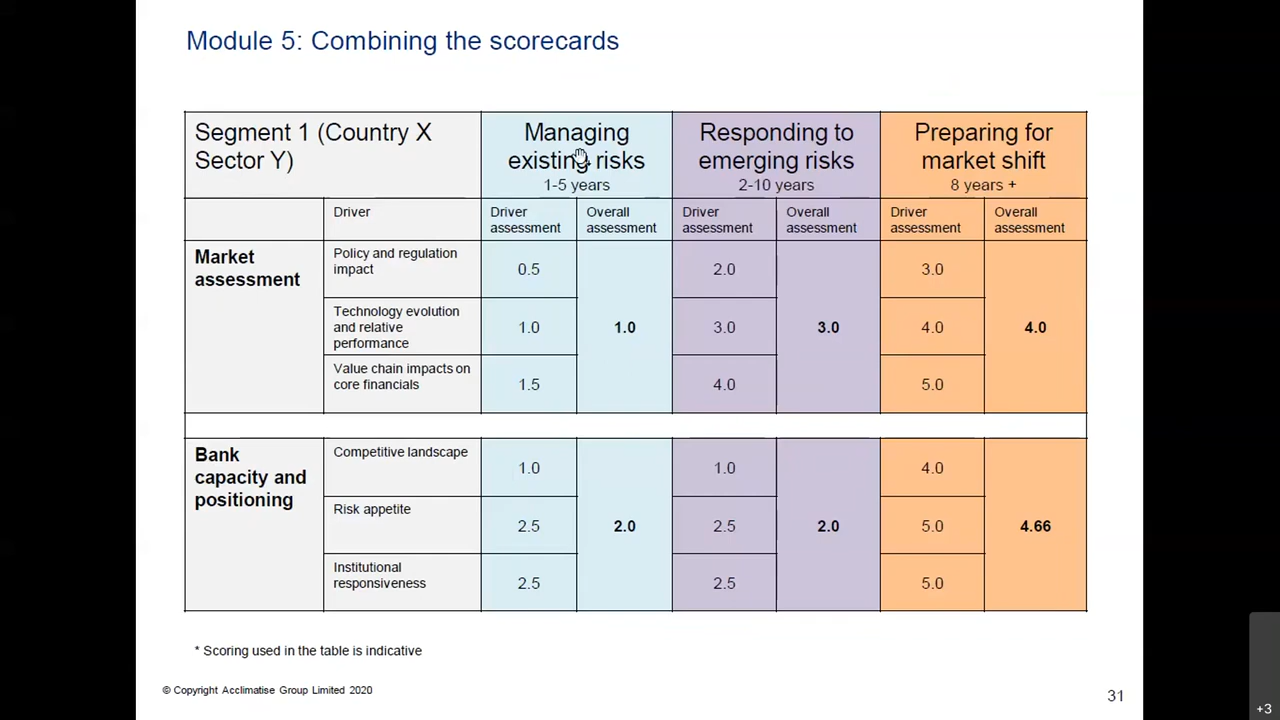 Module 5: Combining the scorecards
Segment 1 (Country X
Sector Y)
Managing
existing risks
1-5 years
Responding to
emerging risks
2-10 years
Preparing for
market shift
8 years +
Driver
Driver
assessment
Overall
assessment
Driver
assessment
Overall
assessment
Driver
assessment
Overall
assessment
Market
assessment
Policy and regulation
impact
0.5
2.0
3.0
Technology evolution
and relative
performance
1.0
1.0
3.0
3.0
4.0
4.0
Value chain impacts on
core financials
1.5
4.0
5.0
Bank
capacity and
positioning
Competitive landscape
1.0
1.0
4.0
Risk appetite
2.5
2.0
2.5
2.0
5.0
4.66
Institutional
responsiveness
2.5
2.5
5.0
* Scoring used in the table is indicative
© Copyright Acclimatise Group Limited 2020
31
+3